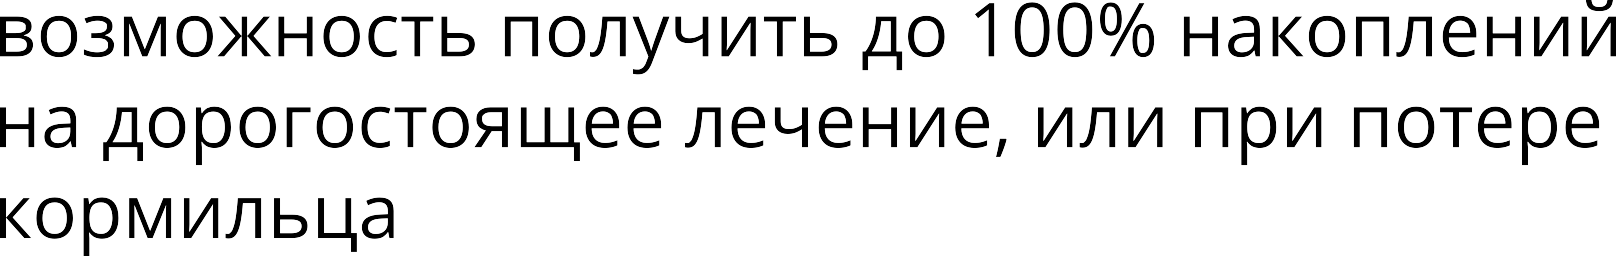 возможность получить до 100% накоплений
на дорогостоящее лечение, или при потере
кормильца